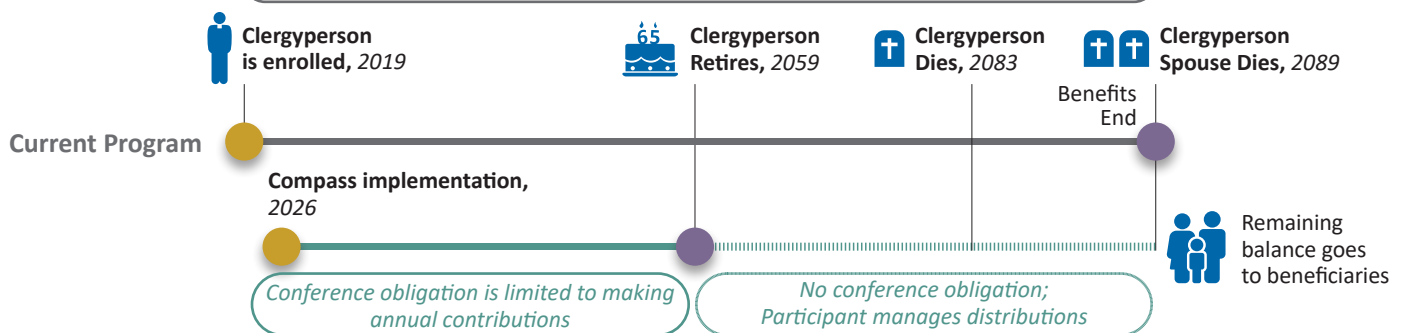 Clergyperson
is enrolled, 2019
65
Clergyperson
Retires, 2059
Clergyperson
Dies, 2083
Clergyperson
Spouse Dies, 2089
Benefits
End
Current Program
Compass implementation,
2026
Remaining
balance goes
to beneficiaries
Conference obligation is limited to making
annual contributions
No conference obligation;
Participant manages distributions